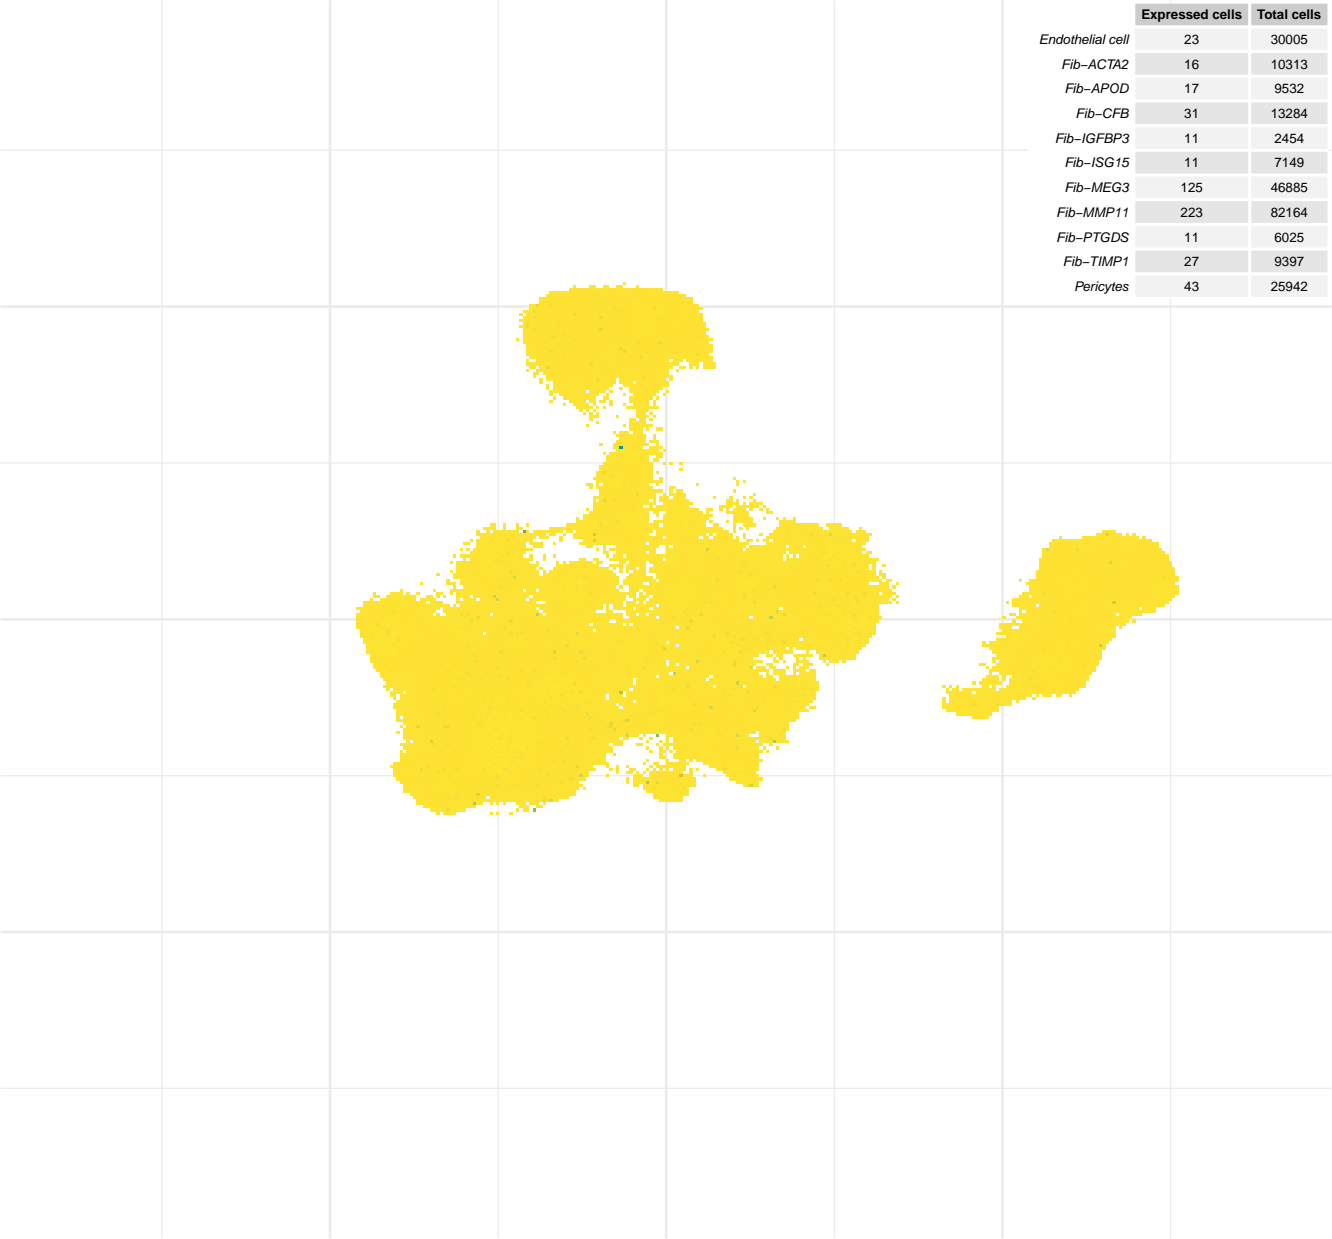 Expressed cells Total cells
Endothelial cell 23 30005
Fib−ACTA2 16 10313
Fib−APOD 17 9532
Fib−CFB 31 13284
Fib−IGFBP3 11 2454
Fib−ISG15 11 7149
Fib−MEG3 125 46885
Fib−MMP11 223 82164
Fib−PTGDS 11 6025
Fib−TIMP1 27 9397
Pericytes 43 25942